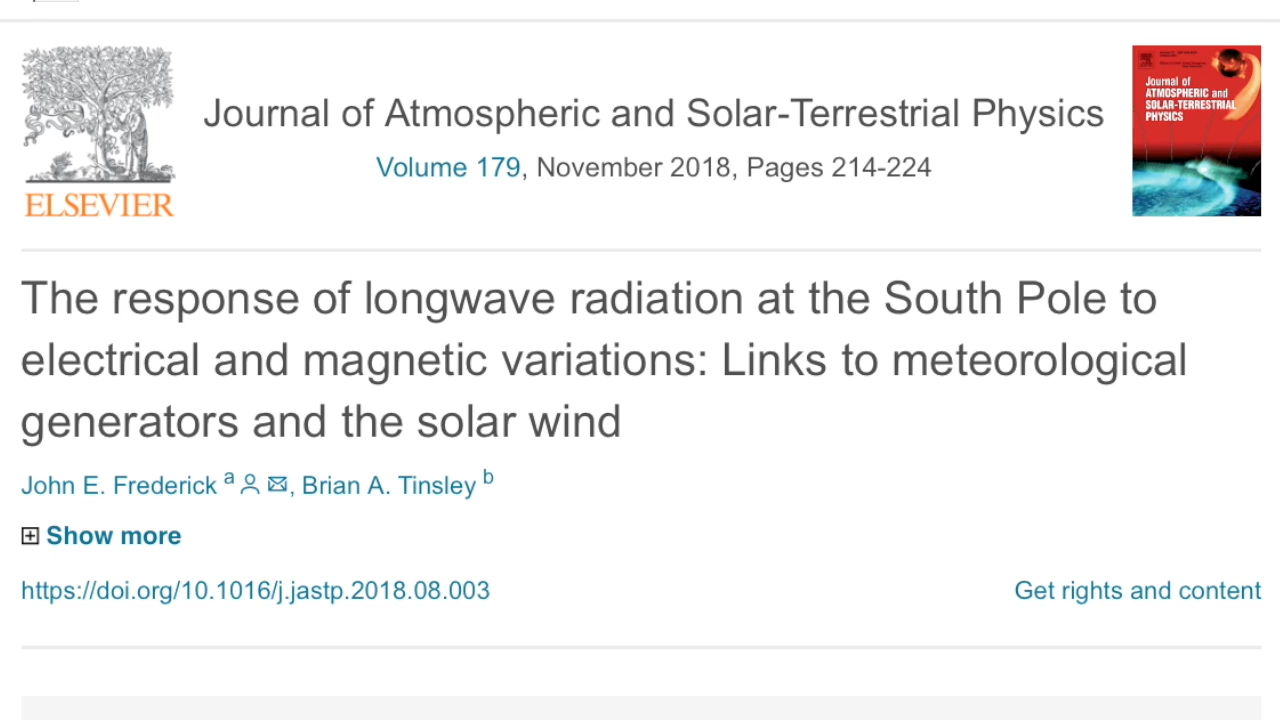 ELSEVIER
Journal of Atmospheric and Solar-Terrestrial Physics
Volume 179, November 2018, Pages 214-224
Journal of
ATMOSPHERIC and
SOLAR-TERRESTRIAL
PHYSICS
The response of longwave radiation at the South Pole to
electrical and magnetic variations: Links to meteorological
generators and the solar wind
John E. Frederick a, Brian A. Tinsley b
Show more
https://doi.org/10.1016/j.jastp.2018.08.003
Get rights and content